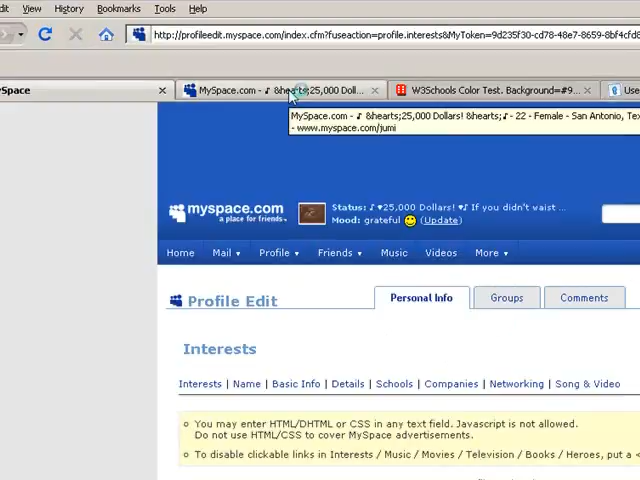 dit View History Bookmarks Tools Help
http://profileedit.myspace.com/index.cfm?fuseaction=profile.interests&MyToken=9d235f30-cd78-48e7-8659-8bf4cfd8
ySpace
MySpace.com - ♪ &hearts;25,000 Doll...
W3Schools Color Test. Background=#9...
Use
MySpace.com - ♪ &hearts;25,000 Dollars! &hearts;♪ - 22 - Female - San Antonio, Tex
- www.myspace.com/jumi
myspace.com
a place for friends
Status: ♪♥25,000 Dollars! ♥♪ If you didn't waist ...
Mood: grateful (Update)
Home Mail Profile Friends Music Videos More
Profile Edit
Personal Info Groups Comments
Interests
Interests | Name | Basic Info | Details | Schools | Companies | Networking | Song & Video
You may enter HTML/DHTML or CSS in any text field. Javascript is not allowed.
Do not use HTML/CSS to cover MySpace advertisements.
To disable clickable links in Interests / Music / Movies / Television / Books / Heroes, put a <